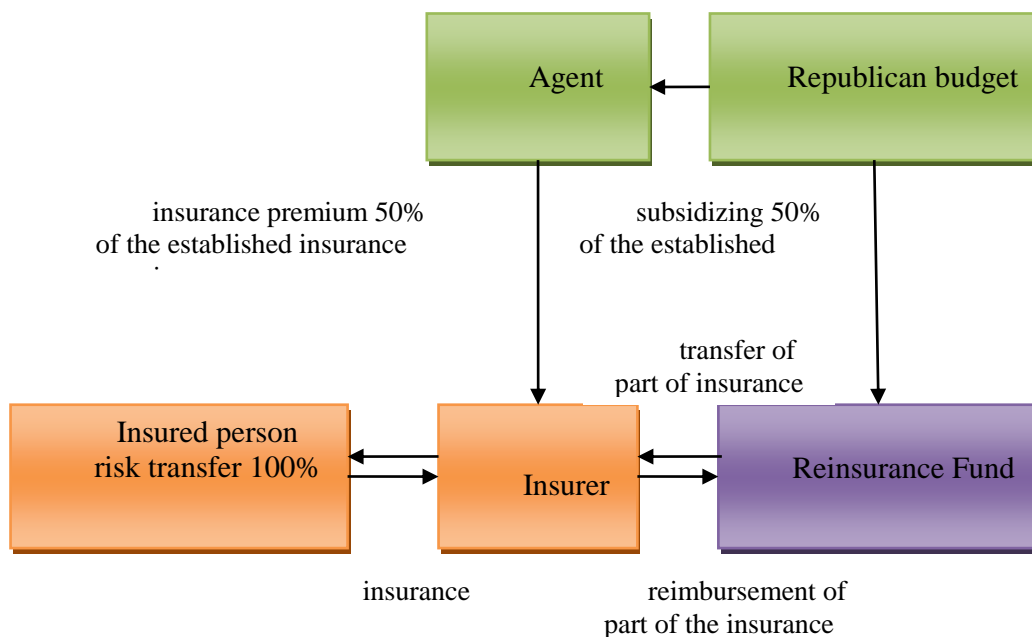 Agent
Republican budget
insurance premium 50%
of the established insurance
subsidizing 50%
of the established
transfer of
part of insurance
Insured person
risk transfer 100%
Insurer
Reinsurance Fund
insurance
reimbursement of
part of the insurance